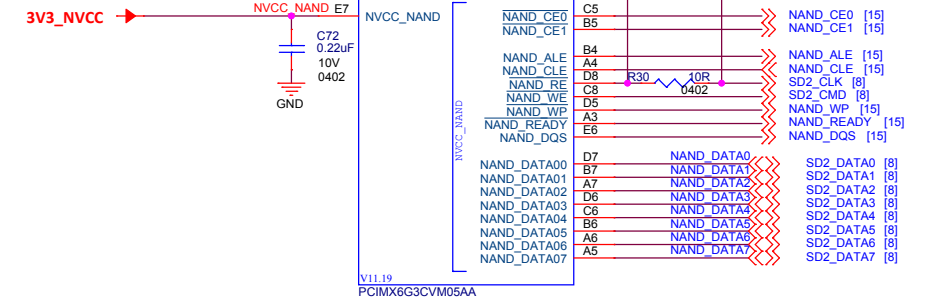 3V3_NVCC
NVCC_NAND E7
NVCC_NAND
C72
0.22uF
10V
0402
GND
NVCC_NAND
NAND_CE0 C5 NAND_CE0 [15]
NAND_CE1 B5 NAND_CE1 [15]
NAND_ALE B4 NAND_ALE [15]
NAND_CLE A4 NAND_CLE [15]
NAND_RE D8 R30 10R SD2_CLK [8]
0402
NAND_WE C8 SD2_CMD [8]
NAND_WP D5 NAND_WP [15]
NAND_READY A3 NAND_READY [15]
NAND_DQS E6 NAND_DQS [15]
NAND_DATA00 D7 NAND_DATA0 SD2_DATA0 [8]
NAND_DATA01 B7 NAND_DATA1 SD2_DATA1 [8]
NAND_DATA02 A7 NAND_DATA2 SD2_DATA2 [8]
NAND_DATA03 D6 NAND_DATA3 SD2_DATA3 [8]
NAND_DATA04 C6 NAND_DATA4 SD2_DATA4 [8]
NAND_DATA05 B6 NAND_DATA5 SD2_DATA5 [8]
NAND_DATA06 A6 NAND_DATA6 SD2_DATA6 [8]
NAND_DATA07 A5 NAND_DATA7 SD2_DATA7 [8]
V11.19
PCIMX6G3CVM05AA